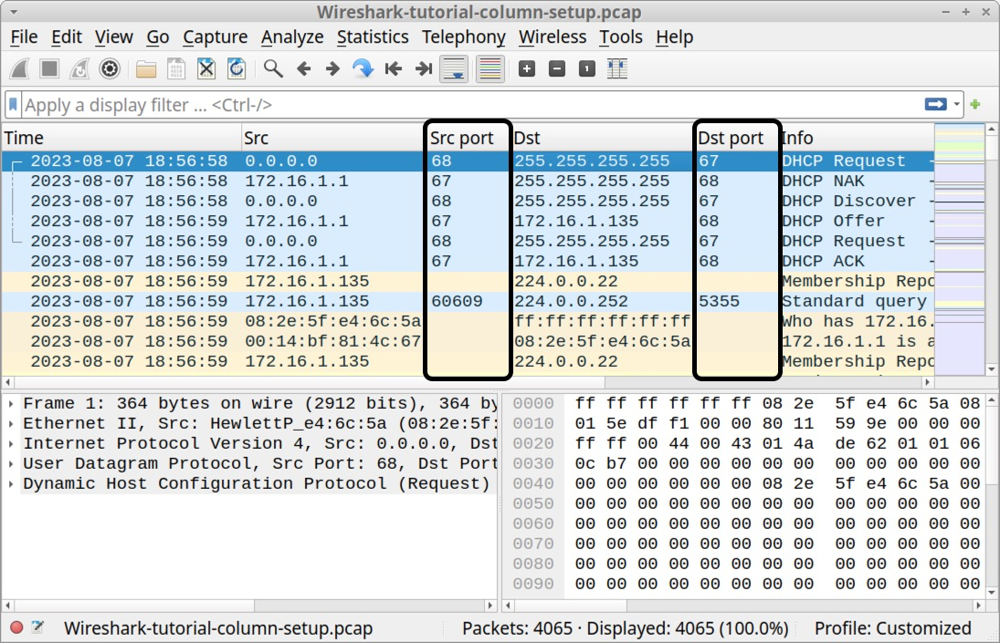 Wireshark-tutorial-column-setup.pcap
File Edit View Go Capture Analyze Statistics Telephony Wireless Tools Help
Apply a display filter ... <Ctrl-/>
Time Src Src port Dst Dst port Info
2023-08-07 18:56:58 0.0.0.0 68 255.255.255.255 67 DHCP Request -
2023-08-07 18:56:58 172.16.1.1 67 255.255.255.255 68 DHCP NAK -
2023-08-07 18:56:58 0.0.0.0 68 255.255.255.255 67 DHCP Discover -
2023-08-07 18:56:59 172.16.1.1 67 172.16.1.135 68 DHCP Offer -
2023-08-07 18:56:59 0.0.0.0 68 255.255.255.255 67 DHCP Request -
2023-08-07 18:56:59 172.16.1.1 67 172.16.1.135 68 DHCP ACK -
2023-08-07 18:56:59 172.16.1.135 224.0.0.22 Membership Repo
2023-08-07 18:56:59 172.16.1.135 60609 224.0.0.252 5355 Standard query
2023-08-07 18:56:59 08:2e:5f:e4:6c:5a ff:ff:ff:ff:ff:ff Who has 172.16.
2023-08-07 18:56:59 00:14:bf:81:4c:67 08:2e:5f:e4:6c:5a 172.16.1.1 is a
2023-08-07 18:56:59 172.16.1.135 224.0.0.22 Membership Repo
Frame 1: 364 bytes on wire (2912 bits), 364 by
Ethernet II, Src: HewlettP_e4:6c:5a (08:2e:5f:
Internet Protocol Version 4, Src: 0.0.0.0, Dst
User Datagram Protocol, Src Port: 68, Dst Port
Dynamic Host Configuration Protocol (Request)
0000 ff ff ff ff ff ff 08 2e 5f e4 6c 5a 08
0010 01 5e df f1 00 00 80 11 59 9e 00 00 00
0020 ff ff 00 44 00 43 01 4a de 62 01 01 06
0030 0c b7 00 00 00 00 00 00 00 00 00 00 00
0040 00 00 00 00 00 00 08 2e 5f e4 6c 5a 00
0050 00 00 00 00 00 00 00 00 00 00 00 00 00
0060 00 00 00 00 00 00 00 00 00 00 00 00 00
0070 00 00 00 00 00 00 00 00 00 00 00 00 00
0080 00 00 00 00 00 00 00 00 00 00 00 00 00
0090 00 00 00 00 00 00 00 00 00 00 00 00 00
Wireshark-tutorial-column-setup.pcap Packets: 4065 · Displayed: 4065 (100.0%) Profile: Customized